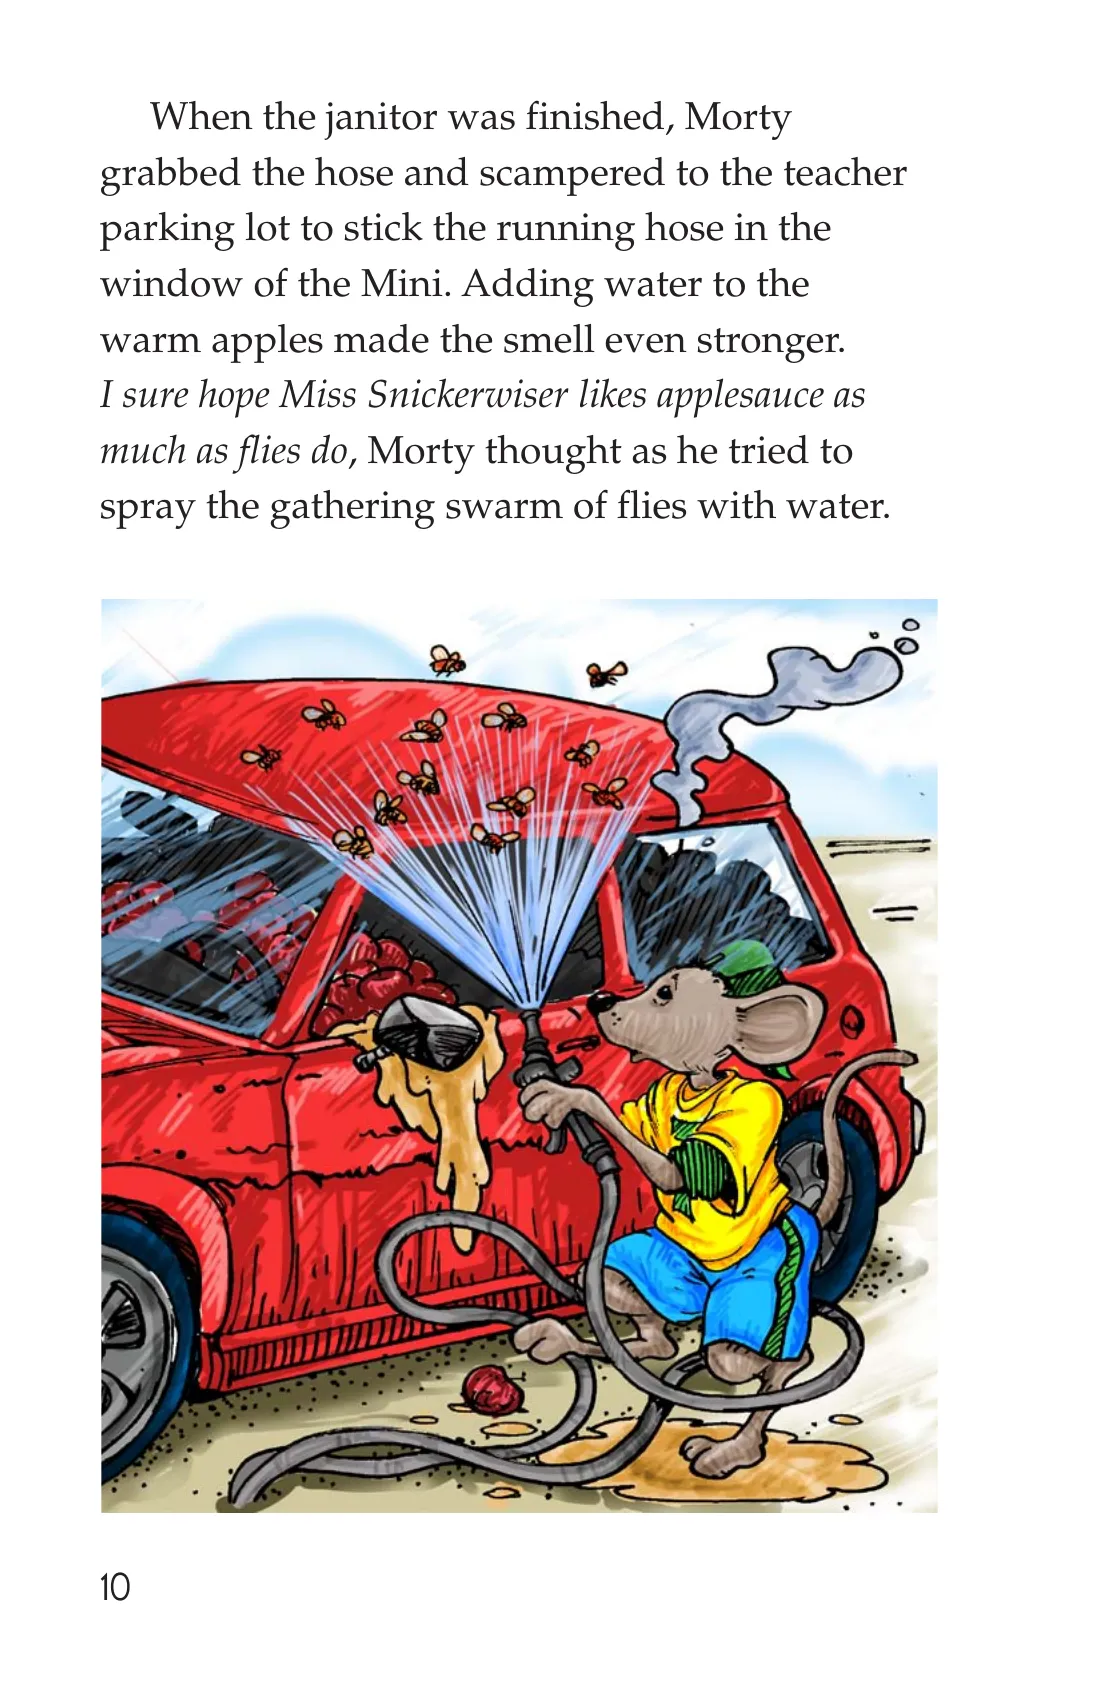 When the janitor was finished, Morty
grabbed the hose and scampered to the teacher
parking lot to stick the running hose in the
window of the Mini. Adding water to the
warm apples made the smell even stronger.
I sure hope Miss Snickerwiser likes applesauce as
much as flies do, Morty thought as he tried to
spray the gathering swarm of flies with water.
10